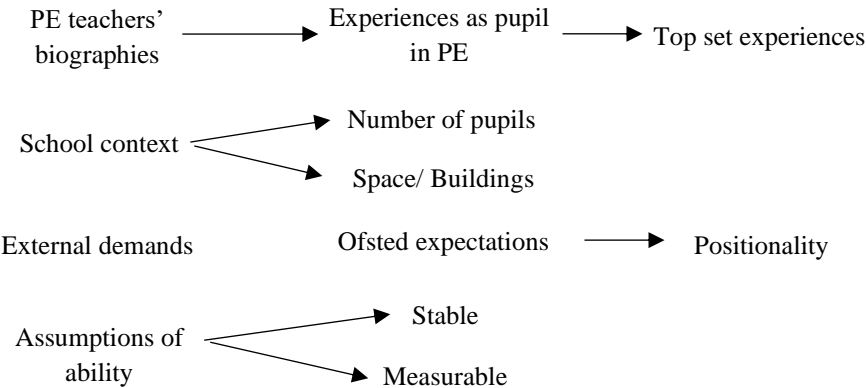 PE teachers’
biographies
Experiences as pupil
in PE
Top set experiences
School context
Number of pupils
Space/ Buildings
External demands
Ofsted expectations
Positionality
Assumptions of
ability
Stable
Measurable